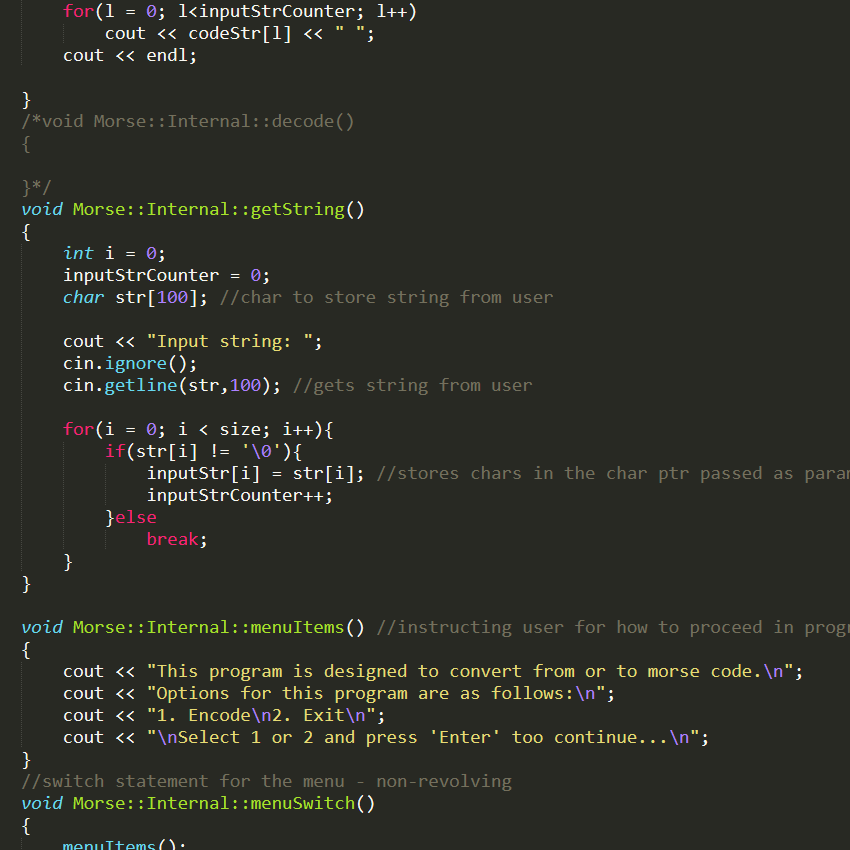 for(l = 0; l<inputStrCounter; l++)
cout << codeStr[l] << " ";
cout << endl;
}
/*void Morse::Internal::decode()
{
}*/
void Morse::Internal::getString()
{
int i = 0;
inputStrCounter = 0;
char str[100]; //char to store string from user
cout << "Input string: ";
cin.ignore();
cin.getline(str,100); //gets string from user
for(i = 0; i < size; i++){
if(str[i] != '\0'){
inputStr[i] = str[i]; //stores chars in the char ptr passed as para
inputStrCounter++;
}else
break;
}
}
void Morse::Internal::menuItems() //instructing user for how to proceed in prog
{
cout << "This program is designed to convert from or to morse code.\n";
cout << "Options for this program are as follows:\n";
cout << "1. Encode\n2. Exit\n";
cout << "\nSelect 1 or 2 and press 'Enter' too continue...\n";
}
//switch statement for the menu - non-revolving
void Morse::Internal::menuSwitch()
{
menuItems();